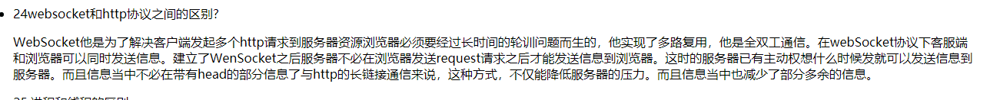 24websocket和http协议之间的区别?
WebSocket他是为了解决客户端发起多个http请求到服务器资源浏览器必须要经过长时间的轮训问题而生的，他实现了多路复用，他是全双工通信。在webSocket协议下客服端
和浏览器可以同时发送信息。建立了WenSocket之后服务器不必在浏览器发送request请求之后才能发送信息到浏览器。这时的服务器已有主动权想什么时候发就可以发送信息到
服务器。而且信息当中不必在带有head的部分信息了与http的长链接通信来说，这种方式，不仅能降低服务器的压力。而且信息当中也减少了部分多余的信息。